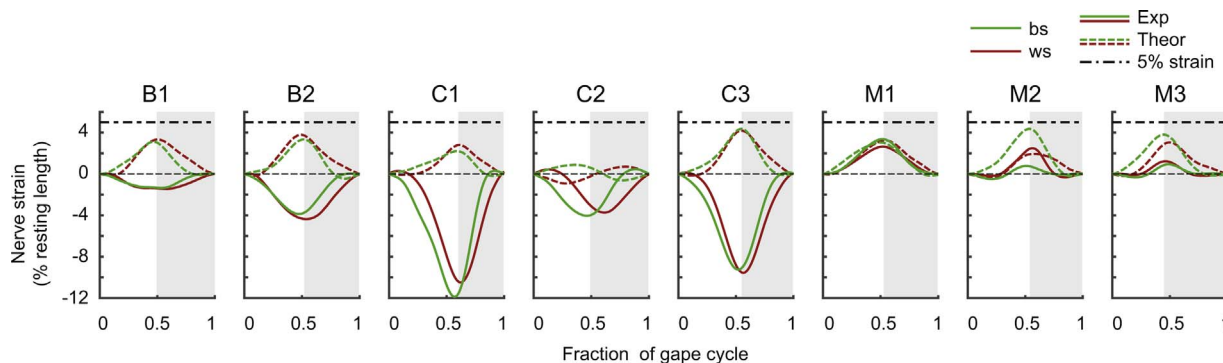 bs
ws
Exp
Theor
5% strain
B1 B2 C1 C2 C3 M1 M2 M3
Nerve strain
(% resting length)
4
0
-4
-8
-12
0 0.5 1 0 0.5 1 0 0.5 1 0 0.5 1 0 0.5 1 0 0.5 1 0 0.5 1 0 0.5 1
Fraction of gape cycle